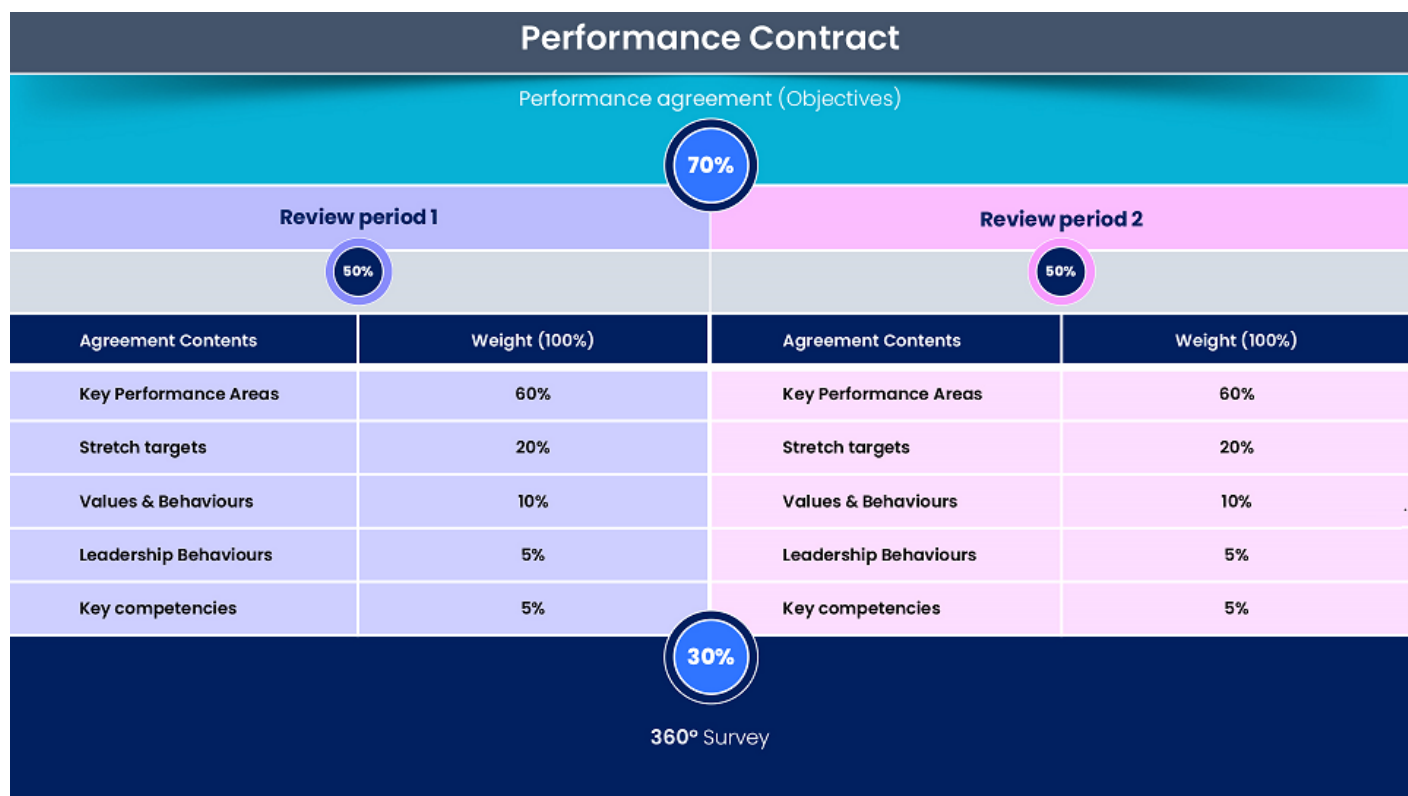 Performance Contract
Performance agreement (Objectives)
70%
Review period 1
Review period 2
50%
50%
Agreement Contents
Weight (100%)
Agreement Contents
Weight (100%)
Key Performance Areas
60%
Key Performance Areas
60%
Stretch targets
20%
Stretch targets
20%
Values & Behaviours
10%
Values & Behaviours
10%
Leadership Behaviours
5%
Leadership Behaviours
5%
Key competencies
5%
Key competencies
5%
30%
360° Survey